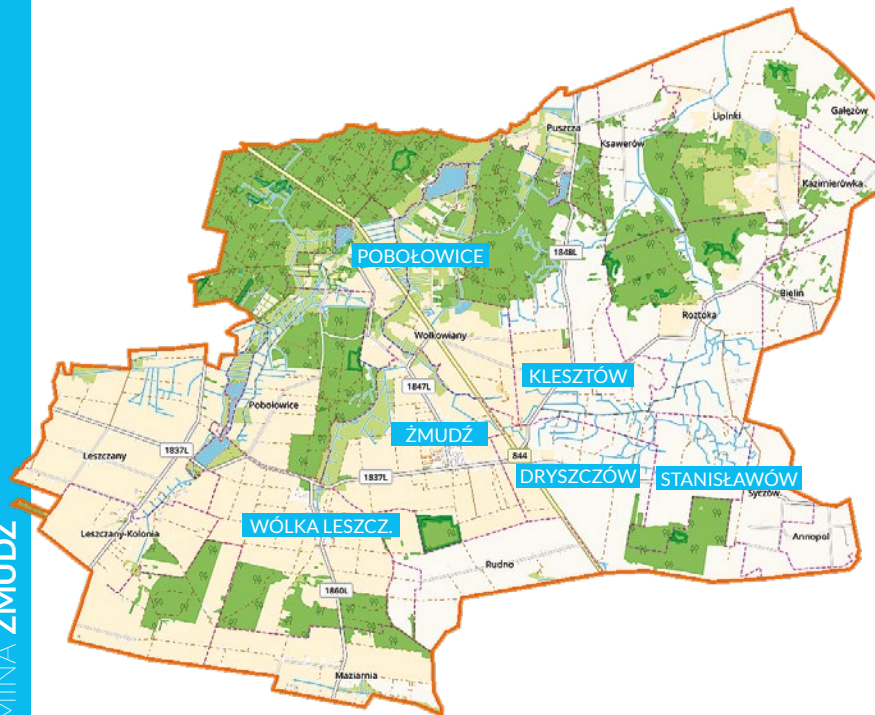 GMINA ŻMUDŹ
Puszcza
Ksawerów
Lipinki
Gałęzów
Kazimierówka
POBOŁOWICE
1848L
Bielin
Roztoka
Wołkowiany
KLESZTÓW
1847L
Pobołowice
ŻMUDŹ
Leszczany
1837L
844
1837L
DRYSZCZÓW
STANISŁAWÓW
Syczów
WÓLKA LESZCZ.
Leszczany-Kolonia
Annopol
Rudno
1860L
Maziarnia